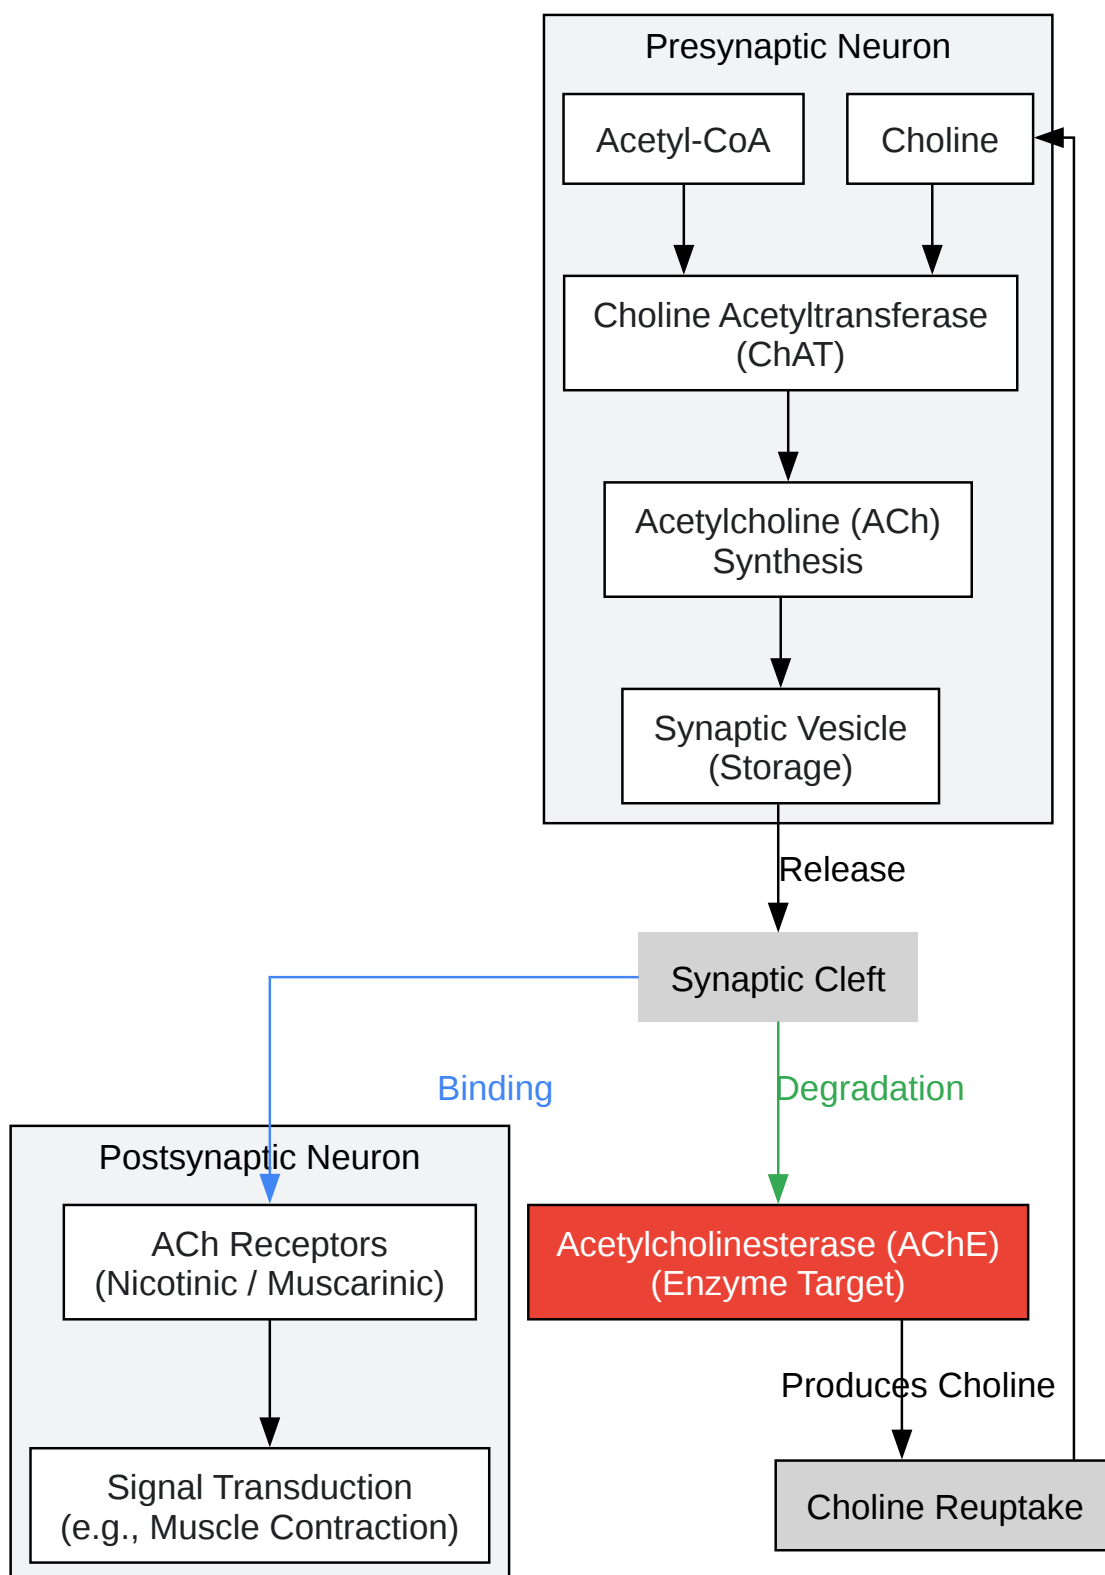 Presynaptic Neuron
Acetyl-CoA
Choline
Choline Acetyltransferase
(ChAT)
Acetylcholine (ACh)
Synthesis
Synaptic Vesicle
(Storage)
Release
Synaptic Cleft
Binding
Degradation
Postsynaptic Neuron
ACh Receptors
(Nicotinic / Muscarinic)
Acetylcholinesterase (AChE)
(Enzyme Target)
Produces Choline
Signal Transduction
(e.g., Muscle Contraction)
Choline Reuptake